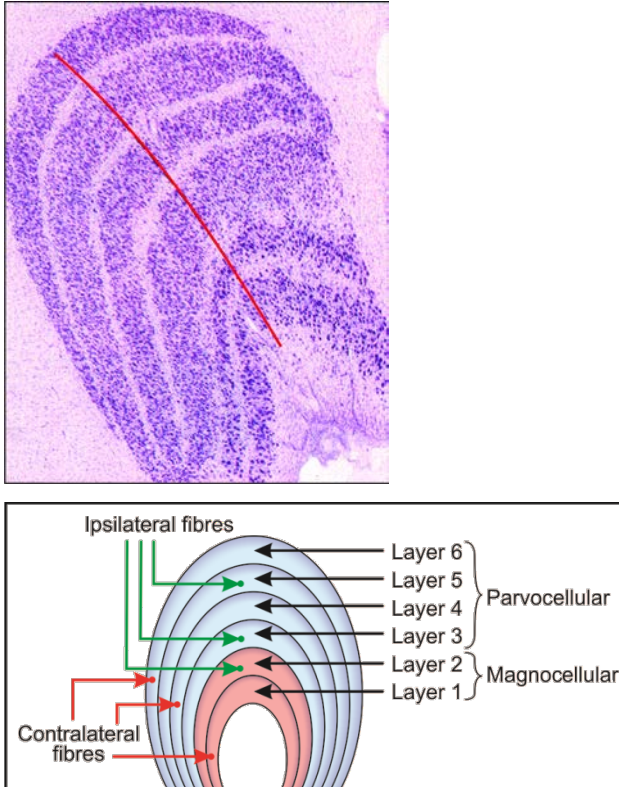 Ipsilateral fibres
Layer 6
Layer 5
Layer 4
Layer 3
Parvocellular
Layer 2
Layer 1
Magnocellular
Contralateral
fibres